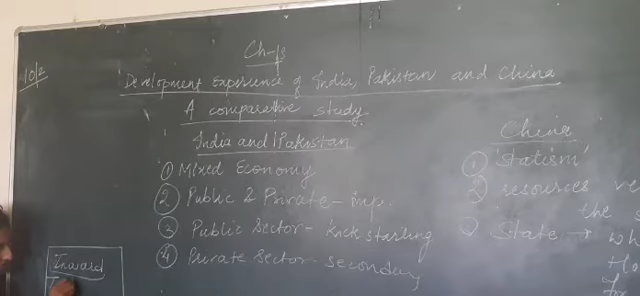 10/2
Ch-
Development Experience of India, Pakistan and China
A comparative study
India and Pakistan
① Mixed Economy
② Public & Private - imp.
③ Public Sector - kick starting
④ Private Sector - secondary
China
① 'Statism'
② resources ve
the
③ State →
wh
Inward